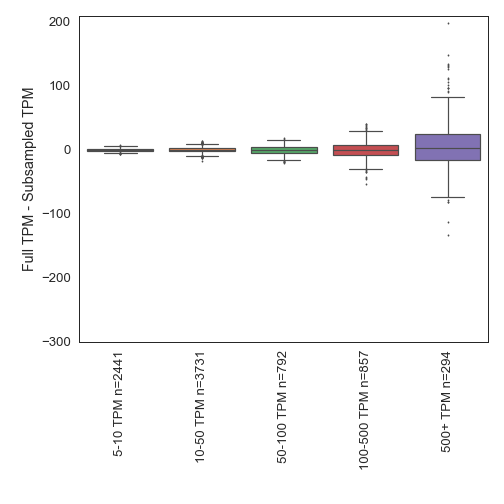 Full TPM - Subsampled TPM
200
100
0
−100
−200
−300
5-10 TPM n=2441
10-50 TPM n=3731
50-100 TPM n=792
100-500 TPM n=857
500+ TPM n=294